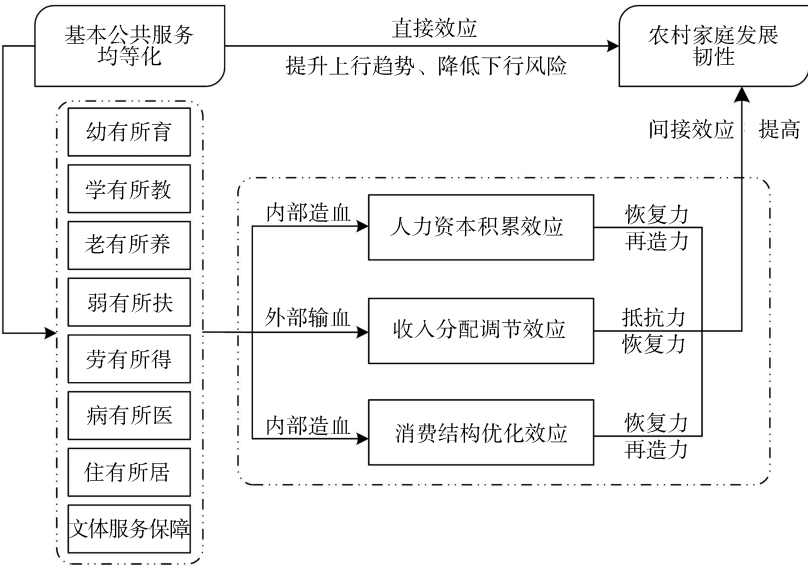 基本公共服务
均等化
直接效应
提升上行趋势、降低下行风险
农村家庭发展
韧性
幼有所育
学有所教
老有所养
弱有所扶
劳有所得
病有所医
住有所居
文体服务保障
间接效应 提高
内部造血
人力资本积累效应
恢复力
再造力
外部输血
收入分配调节效应
抵抗力
恢复力
内部造血
消费结构优化效应
恢复力
再造力